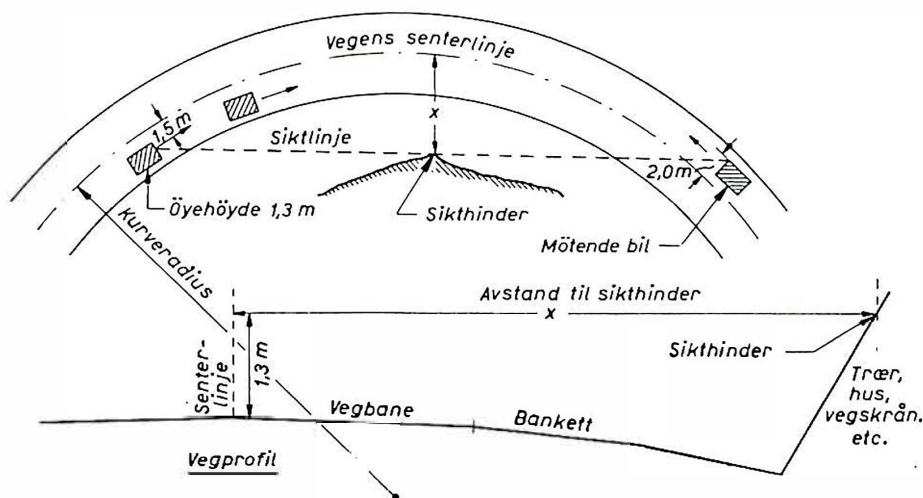 Vegens senterlinje
x
1,5 m
Siktlinje
2,0m
Öyehöyde 1,3 m
Sikthinder
Mötende bil
Kurveradius
Avstand til sikthinder
x
Senter-
linje
1,3 m
Sikthinder
Trær,
hus,
vegskrån.
etc.
Vegbane
Bankett
Vegprofil